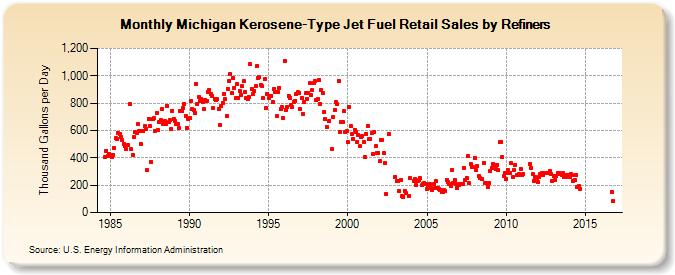 Monthly Michigan Kerosene-Type Jet Fuel Retail Sales by Refiners
Thousand Gallons per Day
1,200
1,000
800
600
400
200
0
1985 1990 1995 2000 2005 2010 2015
Source: U.S. Energy Information Administration